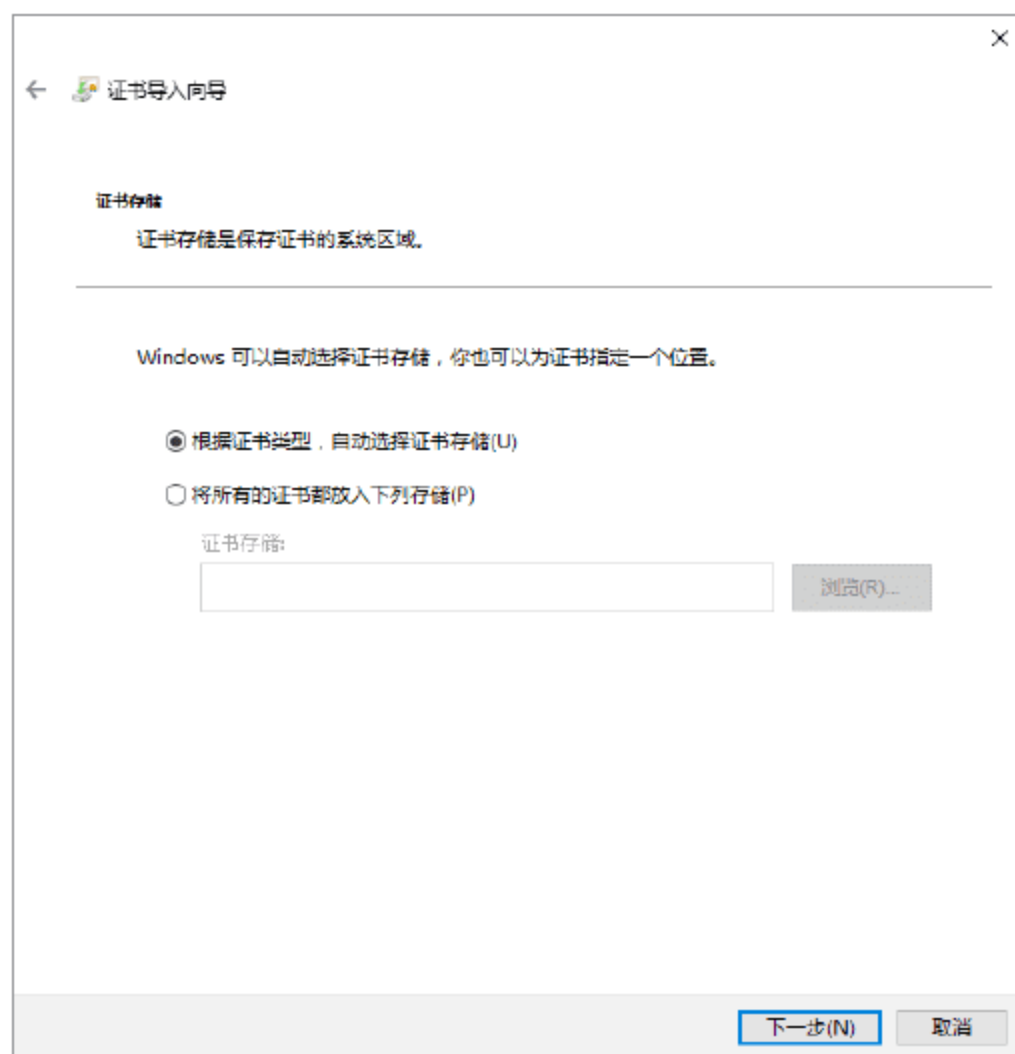 证书导入向导
证书存储
证书存储是保存证书的系统区域。
Windows 可以自动选择证书存储，你也可以为证书指定一个位置。
根据证书类型，自动选择证书存储(U)
将所有的证书都放入下列存储(P)
证书存储:
浏览(R)...
下一步(N)
取消